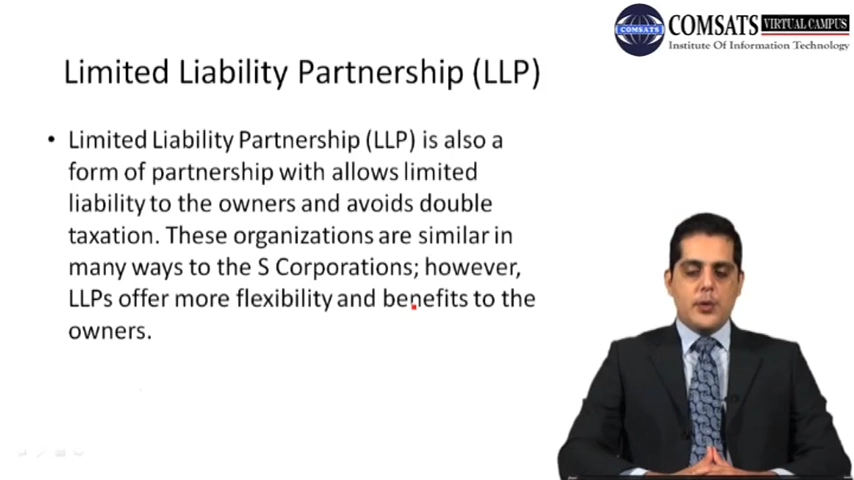 COMSATS VIRTUAL CAMPUS
COMSATS
Institute Of Information Technology
Limited Liability Partnership (LLP)
• Limited Liability Partnership (LLP) is also a
form of partnership with allows limited
liability to the owners and avoids double
taxation. These organizations are similar in
many ways to the S Corporations; however,
LLPs offer more flexibility and benefits to the
owners.